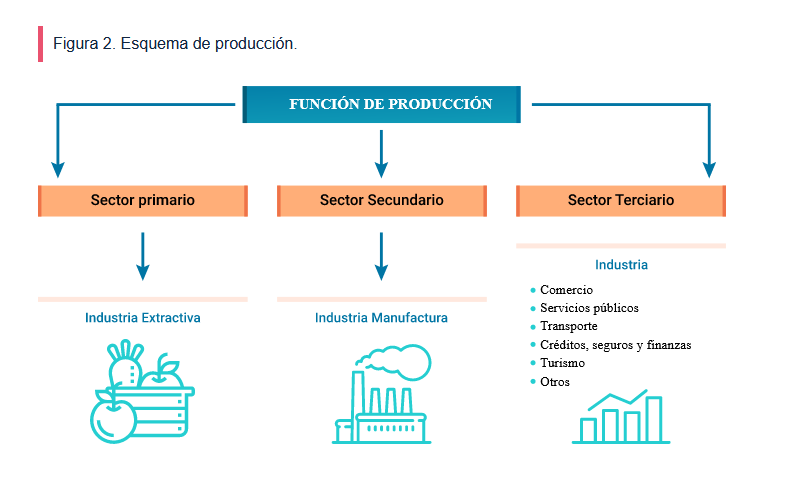 Figura 2. Esquema de producción.
FUNCIÓN DE PRODUCCIÓN
Sector primario
Sector Secundario
Sector Terciario
Industria Extractiva
Industria Manufactura
Industria
Comercio
Servicios públicos
Transporte
Créditos, seguros y finanzas
Turismo
Otros